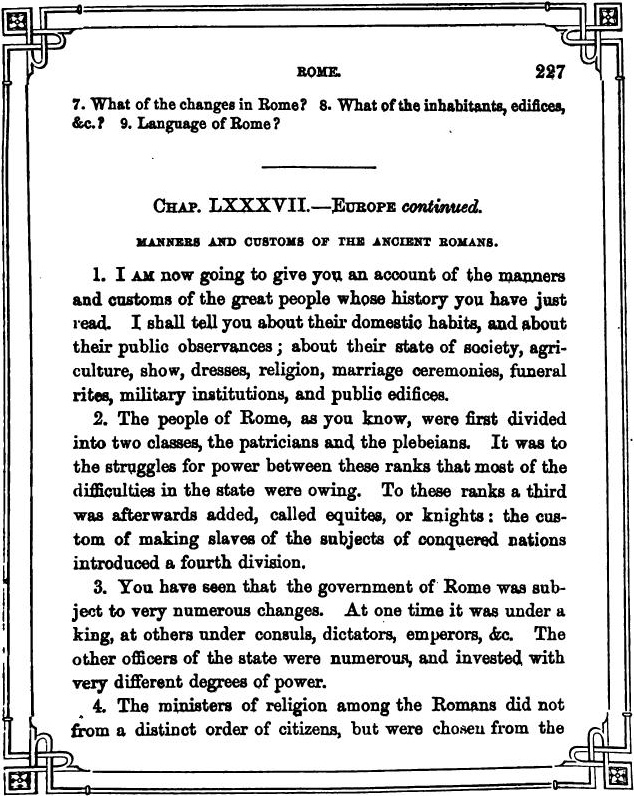 ROME.
227
7. What of the changes in Rome? 8. What of the inhabitants, edifices,
&c.? 9. Language of Rome?
CHAP. LXXXVII.—EUROPE continued.
MANNERS AND CUSTOMS OF THE ANCIENT ROMANS.
1. I AM now going to give you an account of the manners
and customs of the great people whose history you have just
read. I shall tell you about their domestic habits, and about
their public observances; about their state of society, agri-
culture, show, dresses, religion, marriage ceremonies, funeral
rites, military institutions, and public edifices.
2. The people of Rome, as you know, were first divided
into two classes, the patricians and the plebeians. It was to
the struggles for power between these ranks that most of the
difficulties in the state were owing. To these ranks a third
was afterwards added, called equites, or knights: the cus-
tom of making slaves of the subjects of conquered nations
introduced a fourth division.
3. You have seen that the government of Rome was sub-
ject to very numerous changes. At one time it was under a
king, at others under consuls, dictators, emperors, &c. The
other officers of the state were numerous, and invested with
very different degrees of power.
4. The ministers of religion among the Romans did not
from a distinct order of citizens, but were chosen from the